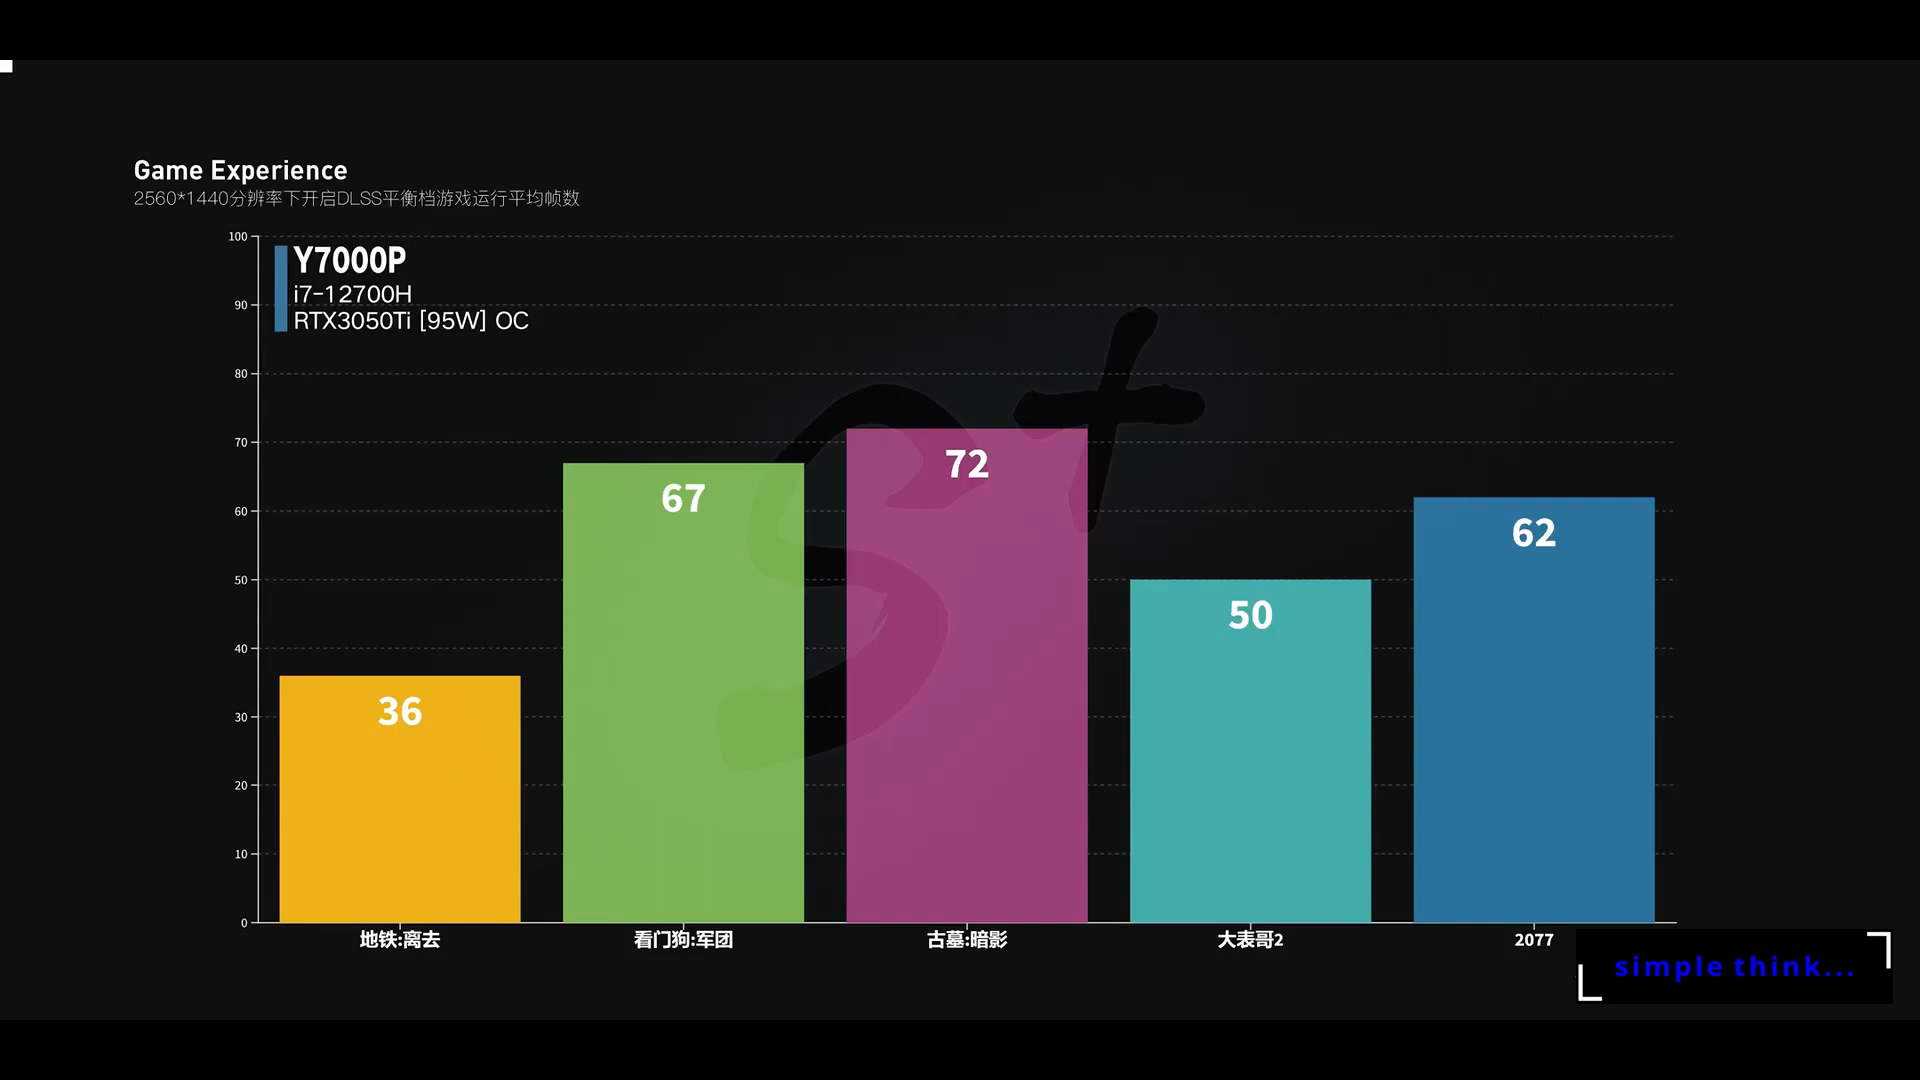 Game Experience
2560*1440分辨率下开启DLSS平衡档游戏运行平均帧数
100
Y7000P
i7-12700H
90
RTX3050Ti [95W] OC
80
70
72
67
60
62
50
50
40
36
30
20
10
0
地铁:离去 看门狗:军团 古墓:暗影 大表哥2 2077
simple think...